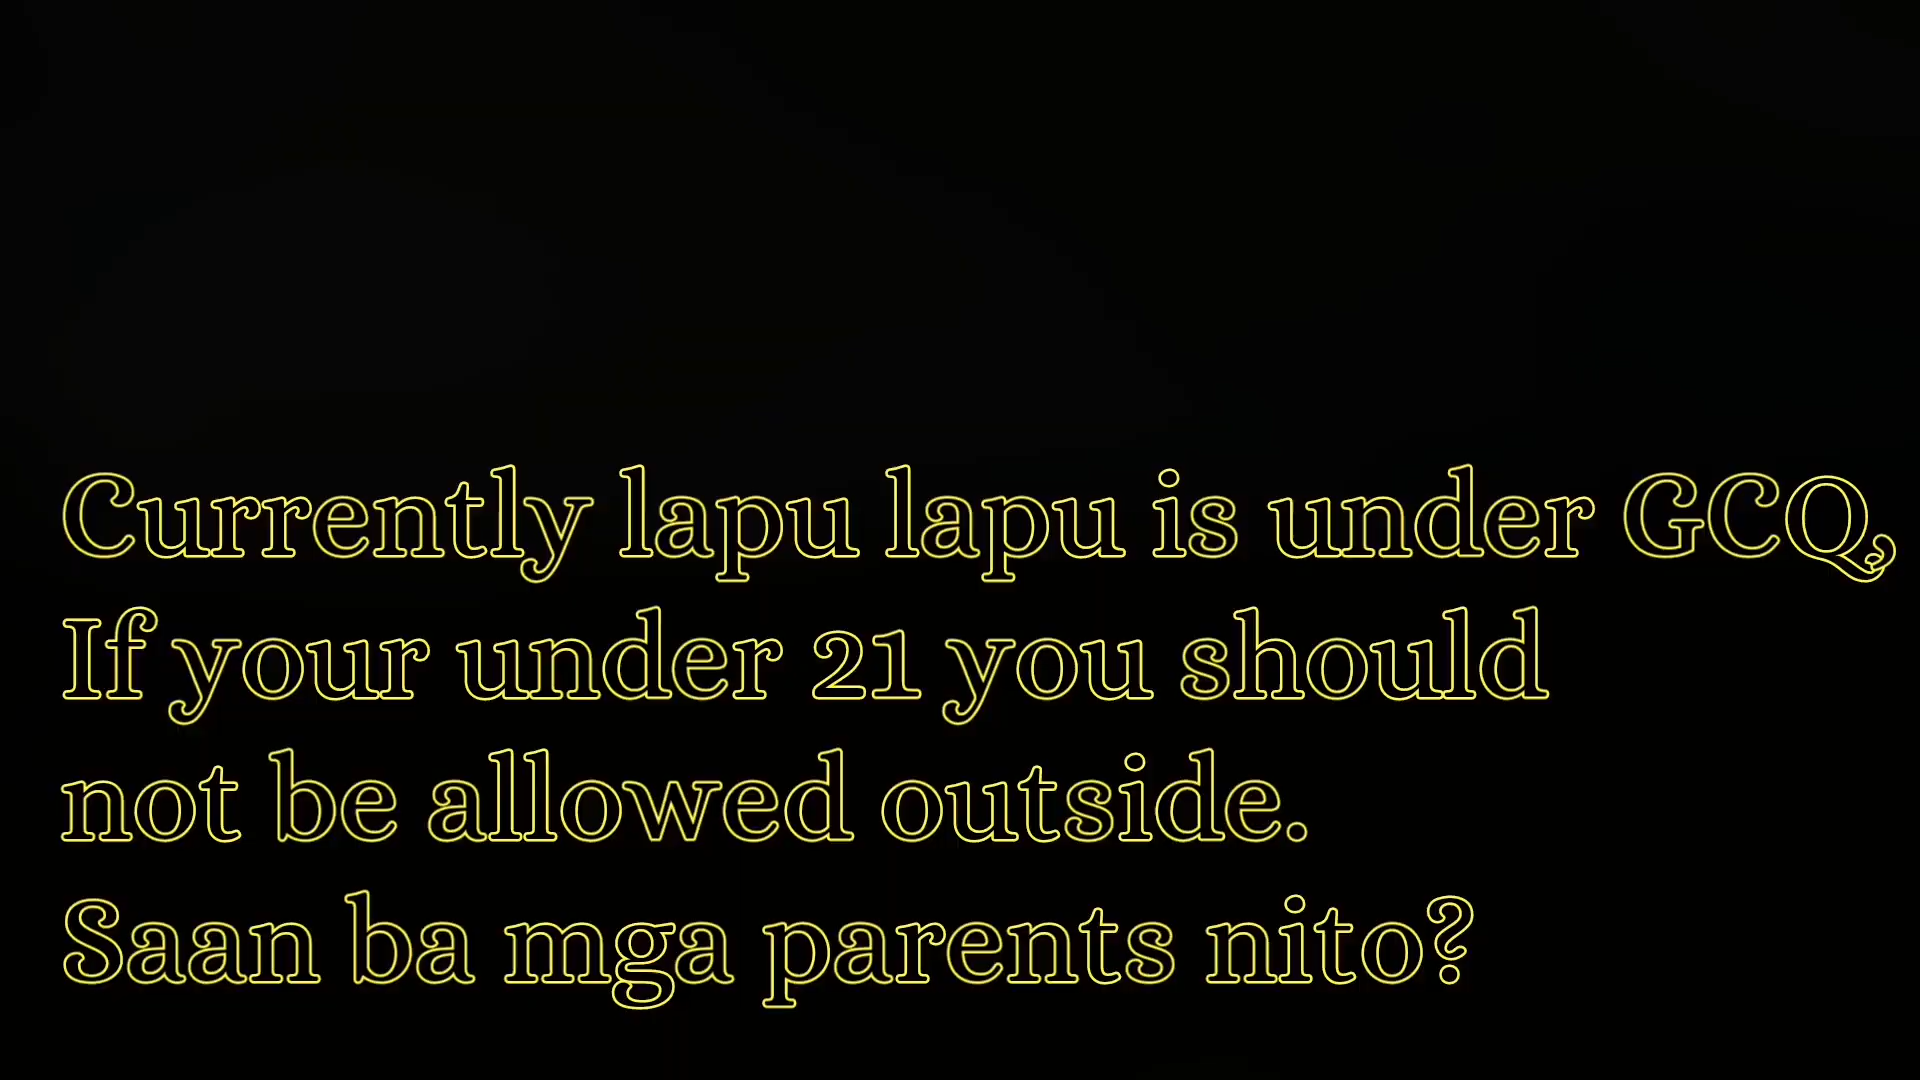 Currently lapu lapu is under GCQ,
If your under 21 you should
not be allowed outside.
Saan ba mga parents nito?